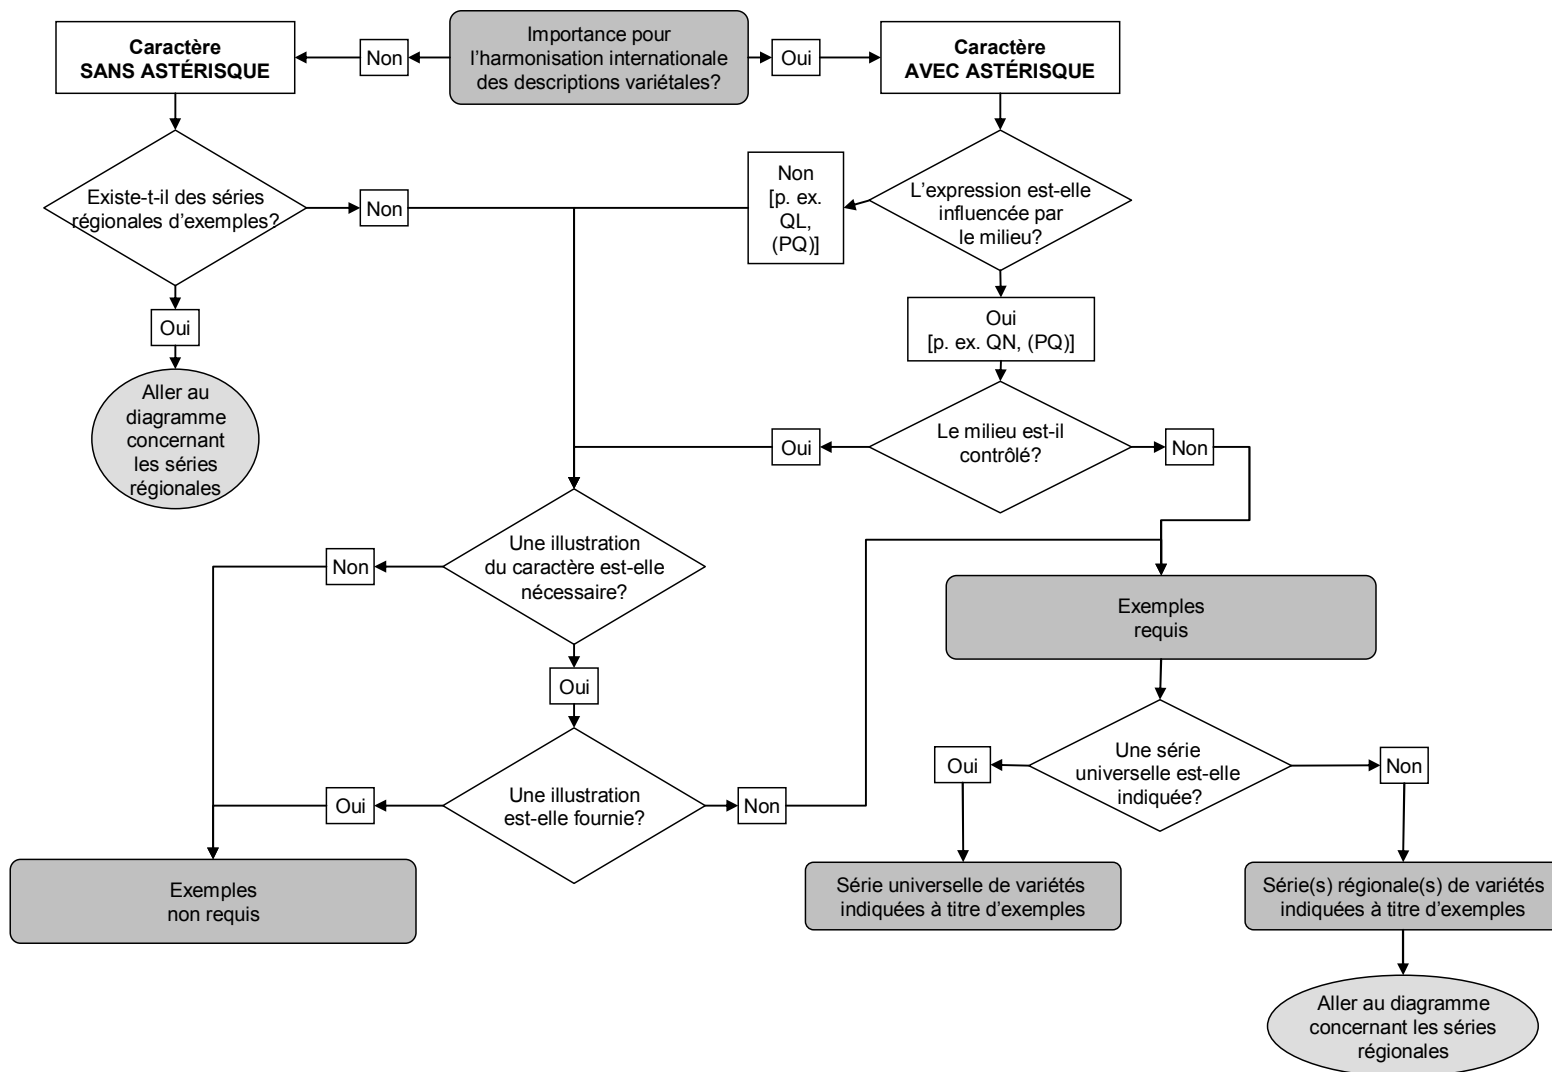 Caractère
SANS ASTÉRISQUE
Non
Importance pour
l'harmonisation internationale
des descriptions variétales?
Oui
Caractère
AVEC ASTÉRISQUE
Existe-t-il des séries
régionales d'exemples?
Non
Non
[p. ex.
QL,
(PQ)]
L'expression est-elle
influencée par
le milieu?
Oui
Oui
[p. ex. QN, (PQ)]
Aller au
diagramme
concernant
les séries
régionales
Oui
Le milieu est-il
contrôlé?
Non
Non
Une illustration
du caractère est-elle
nécessaire?
Exemples
requis
Oui
Oui
Une illustration
est-elle fournie?
Non
Oui
Une série
universelle est-elle
indiquée?
Non
Exemples
non requis
Série universelle de variétés
indiquées à titre d'exemples
Série(s) régionale(s) de variétés
indiquées à titre d'exemples
Aller au diagramme
concernant les séries
régionales